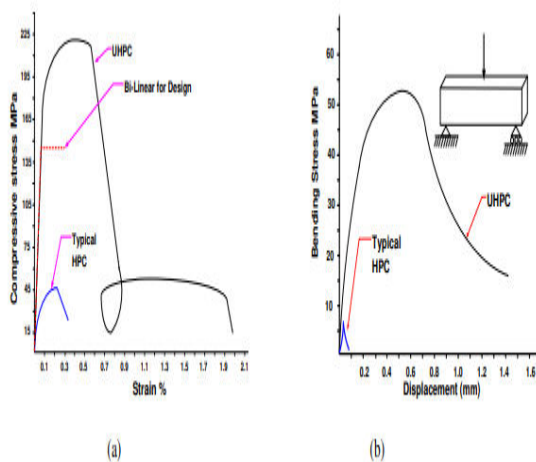 225
195
165
135
75
45
15
Compressive stress MPa
UHPC
Bi-Linear for Design
Typical
HPC
0.1 0.3 0.5 0.7 0.9 1.1 1.3 1.5 1.7 1.9 2.1
Strain %
(a)
60
50
40
30
20
10
Bending Stress MPa
UHPC
Typical
HPC
0.2 0.4 0.6 0.8 1.0 1.2 1.4 1.6
Displacement (mm)
(b)